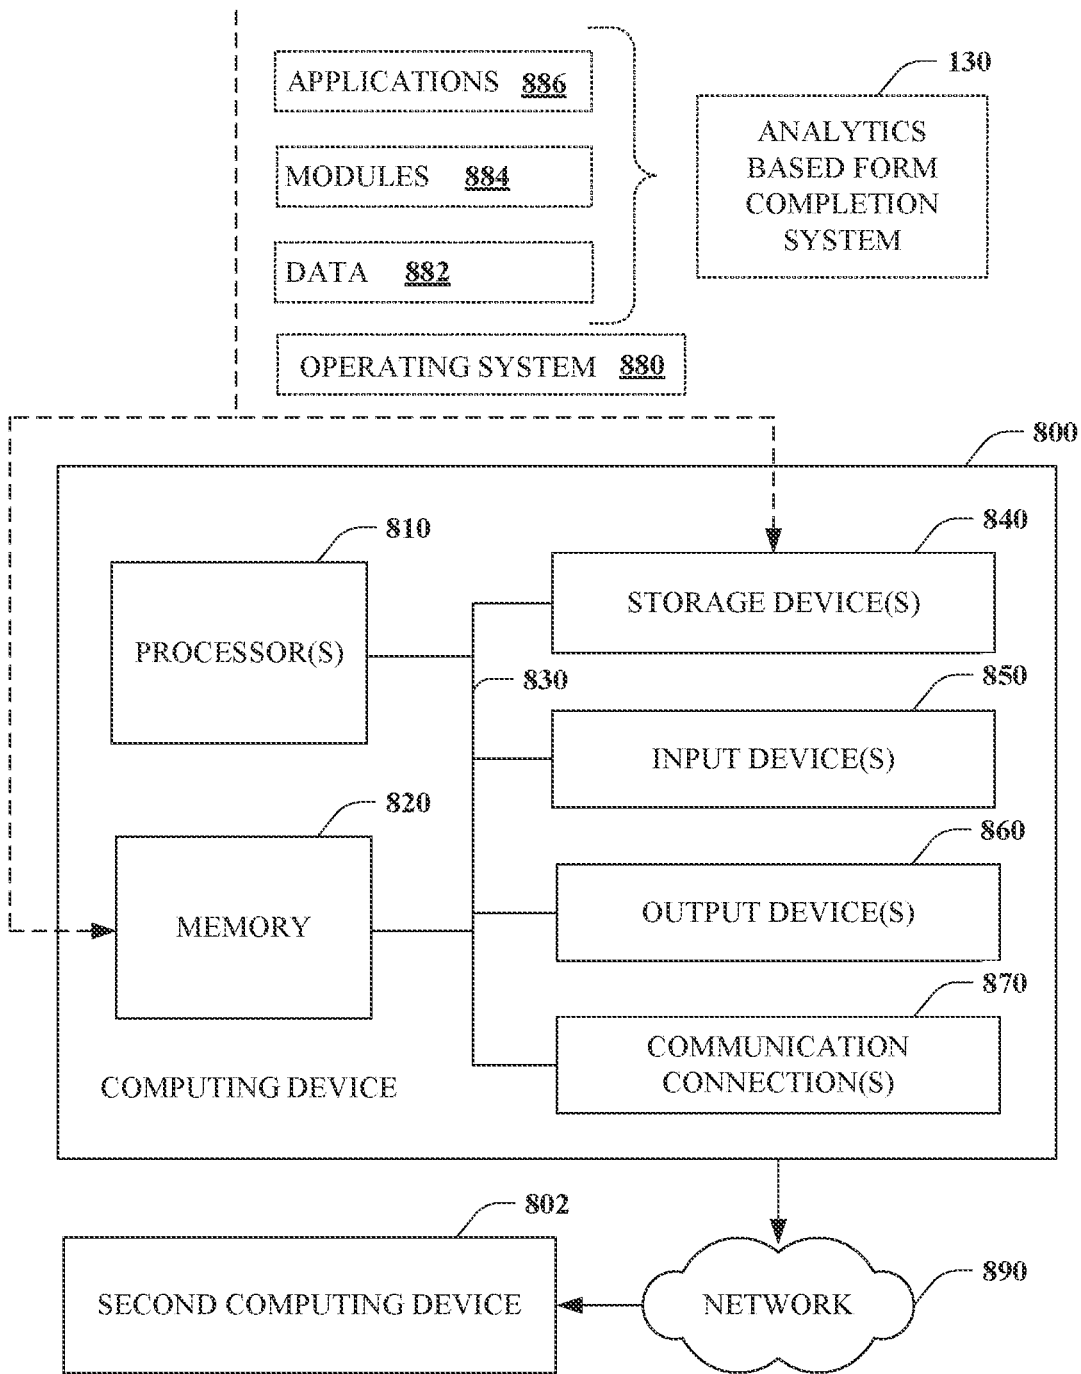 APPLICATIONS 886
130
ANALYTICS
BASED FORM
COMPLETION
SYSTEM
MODULES 884
DATA 882
OPERATING SYSTEM 880
800
810
840
PROCESSOR(S)
STORAGE DEVICE(S)
830
850
INPUT DEVICE(S)
820
860
MEMORY
OUTPUT DEVICE(S)
870
COMMUNICATION
CONNECTION(S)
COMPUTING DEVICE
802
890
SECOND COMPUTING DEVICE
NETWORK